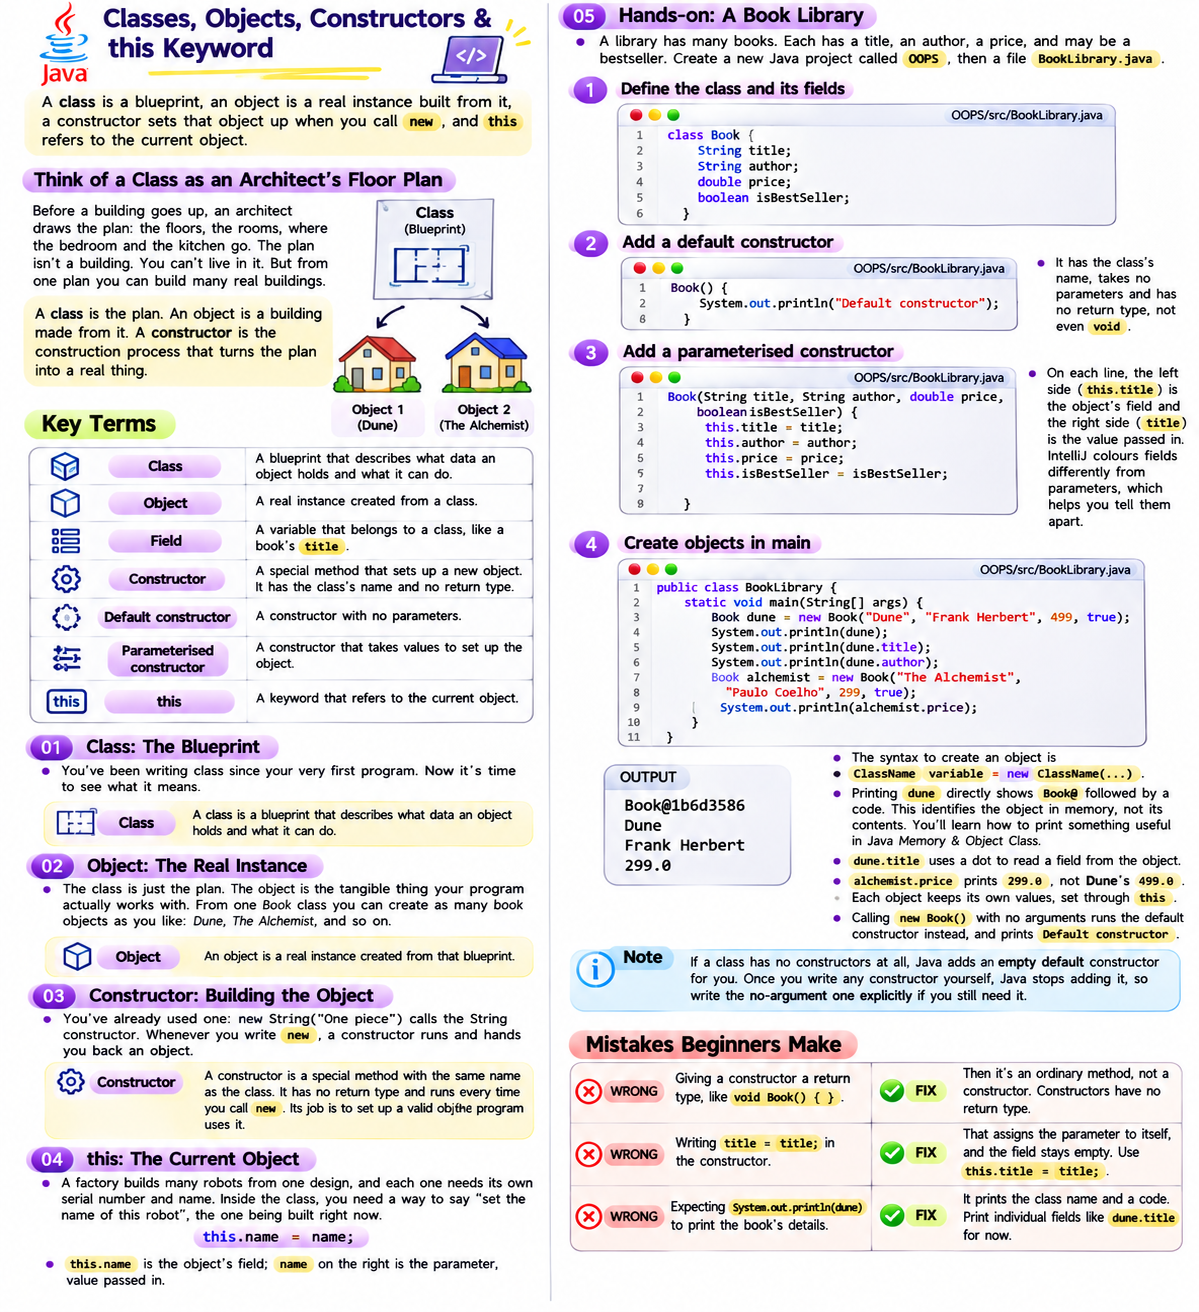 Java
Classes, Objects, Constructors &
this Keyword
</>
A class is a blueprint, an object is a real instance built from it,
a constructor sets that object up when you call new , and this
refers to the current object.
Think of a Class as an Architect's Floor Plan
Before a building goes up, an architect
draws the plan: the floors, the rooms, where
the bedroom and the kitchen go. The plan
isn't a building. You can't live in it. But from
one plan you can build many real buildings.
A class is the plan. An object is a building
made from it. A constructor is the
construction process that turns the plan
into a real thing.
Class
(Blueprint)
Object 1
(Dune)
Object 2
(The Alchemist)
Key Terms
Class
A blueprint that describes what data an
object holds and what it can do.
Object
A real instance created from a class.
Field
A variable that belongs to a class, like a
book's title .
Constructor
A special method that sets up a new object.
It has the class's name and no return type.
Default constructor
A constructor with no parameters.
Parameterised
constructor
A constructor that takes values to set up the
object.
this
this
A keyword that refers to the current object.
01 Class: The Blueprint
• You've been writing class since your very first program. Now it's time
to see what it means.
Class
A class is a blueprint that describes what data an object
holds and what it can do.
02 Object: The Real Instance
• The class is just the plan. The object is the tangible thing your program
actually works with. From one Book class you can create as many book
objects as you like: Dune, The Alchemist, and so on.
Object
An object is a real instance created from that blueprint.
03 Constructor: Building the Object
• You've already used one: new String("One piece") calls the String
constructor. Whenever you write new , a constructor runs and hands
you back an object.
Constructor
A constructor is a special method with the same name
as the class. It has no return type and runs every time
you call new . Its job is to set up a valid the program
uses it.
04 this: The Current Object
• A factory builds many robots from one design, and each one needs its own
serial number and name. Inside the class, you need a way to say "set the
name of this robot", the one being built right now.
this.name = name;
• this.name is the object's field; name on the right is the parameter,
value passed in.
05 Hands-on: A Book Library
• A library has many books. Each has a title, an author, a price, and may be a
bestseller. Create a new Java project called OOPS , then a file BookLibrary.java .
1 Define the class and its fields
OOPS/src/BookLibrary.java
1 class Book {
2 String title;
3 String author;
4 double price;
5 boolean isBestSeller;
6 }
2 Add a default constructor
OOPS/src/BookLibrary.java
1 Book() {
2 System.out.println("Default constructor");
6 }
• It has the class's
name, takes no
parameters and has
no return type, not
even void .
3 Add a parameterised constructor
OOPS/src/BookLibrary.java
1 Book(String title, String author, double price,
2 boolean isBestSeller) {
3 this.title = title;
4 this.author = author;
5 this.price = price;
5 this.isBestSeller = isBestSeller;
7
9 }
• On each line, the left
side (this.title) is
the object's field and
the right side (title)
is the value passed in.
IntelliJ colours fields
differently from
parameters, which
helps you tell them
apart.
4 Create objects in main
OOPS/src/BookLibrary.java
1 public class BookLibrary {
2 static void main(String[] args) {
3 Book dune = new Book("Dune", "Frank Herbert", 499, true);
4 System.out.println(dune);
5 System.out.println(dune.title);
6 System.out.println(dune.author);
7 Book alchemist = new Book("The Alchemist",
8 "Paulo Coelho", 299, true);
9 System.out.println(alchemist.price);
10 }
11 }
OUTPUT
Book@1b6d3586
Dune
Frank Herbert
299.0
• The syntax to create an object is
• ClassName variable = new ClassName(...) .
• Printing dune directly shows Book@ followed by a
code. This identifies the object in memory, not its
contents. You'll learn how to print something useful
in Java Memory & Object Class.
• dune.title uses a dot to read a field from the object.
• alchemist.price prints 299.0 , not Dune's 499.0 .
• Each object keeps its own values, set through this .
• Calling new Book() with no arguments runs the default
constructor instead, and prints Default constructor .
i Note
If a class has no constructors at all, Java adds an empty default constructor
for you. Once you write any constructor yourself, Java stops adding it, so
write the no-argument one explicitly if you still need it.
Mistakes Beginners Make
WRONG
Giving a constructor a return
type, like void Book() { } .
FIX
Then it's an ordinary method, not a
constructor. Constructors have no
return type.
WRONG
Writing title = title; in
the constructor.
FIX
That assigns the parameter to itself,
and the field stays empty. Use
this.title = title; .
WRONG
Expecting System.out.println(dune)
to print the book's details.
FIX
It prints the class name and a code.
Print individual fields like dune.title
for now.